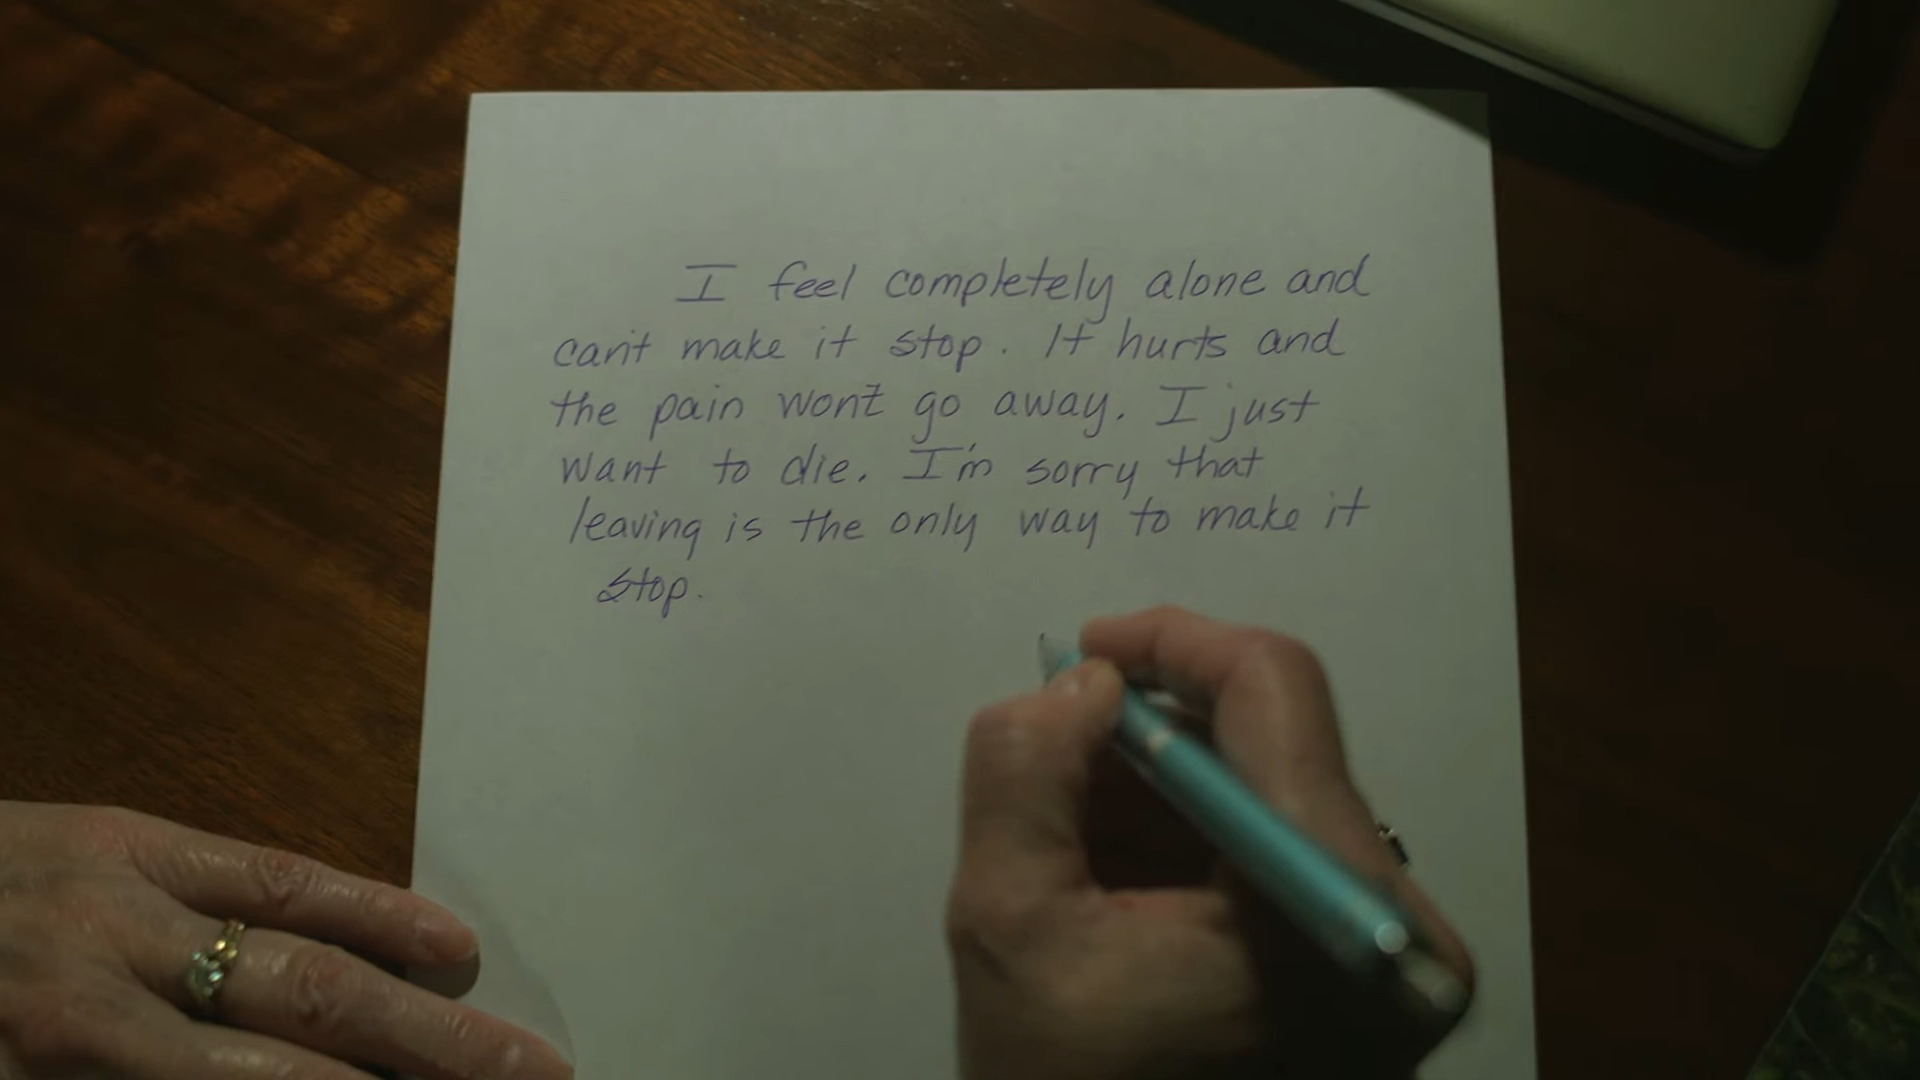 I feel completely alone and
can't make it stop. It hurts and
the pain won't go away. I just
want to die. I'm sorry that
leaving is the only way to make it
stop.